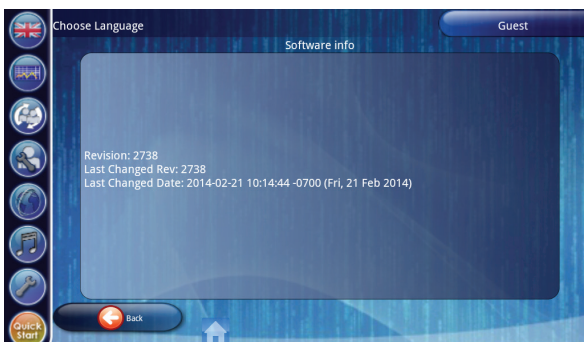 Choose Language
Guest
Software info
Revision: 2738
Last Changed Rev: 2738
Last Changed Date: 2014-02-21 10:14:44 -0700 (Fri, 21 Feb 2014)
Back
Quick
Start